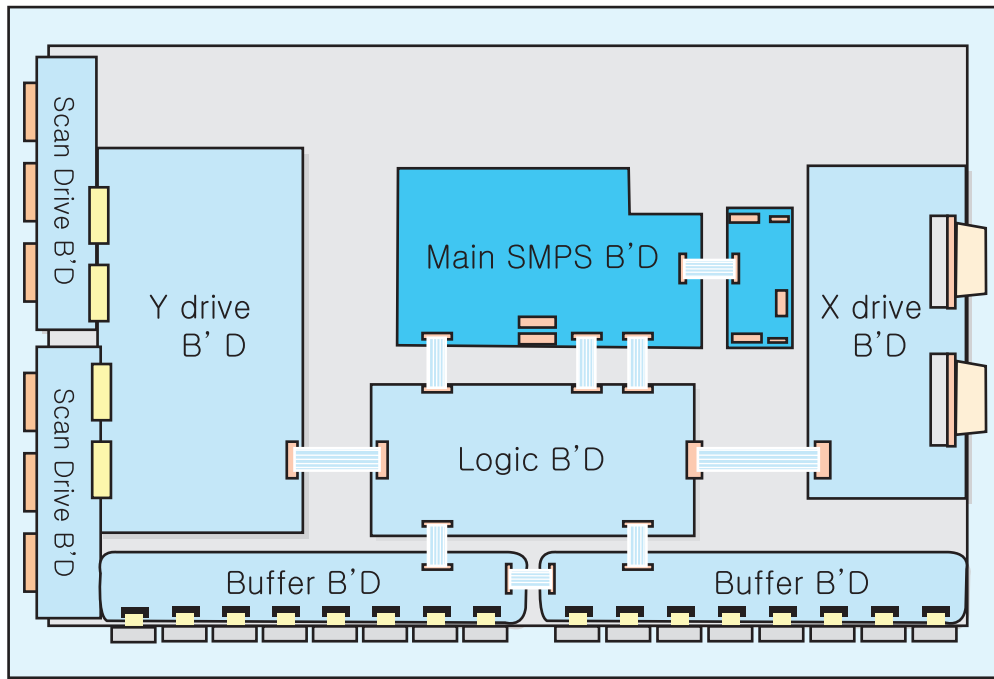 Scan Drive B'D
Y drive
B' D
Main SMPS B'D
X drive
B'D
Scan Drive B'D
Logic B'D
Buffer B'D
Buffer B'D